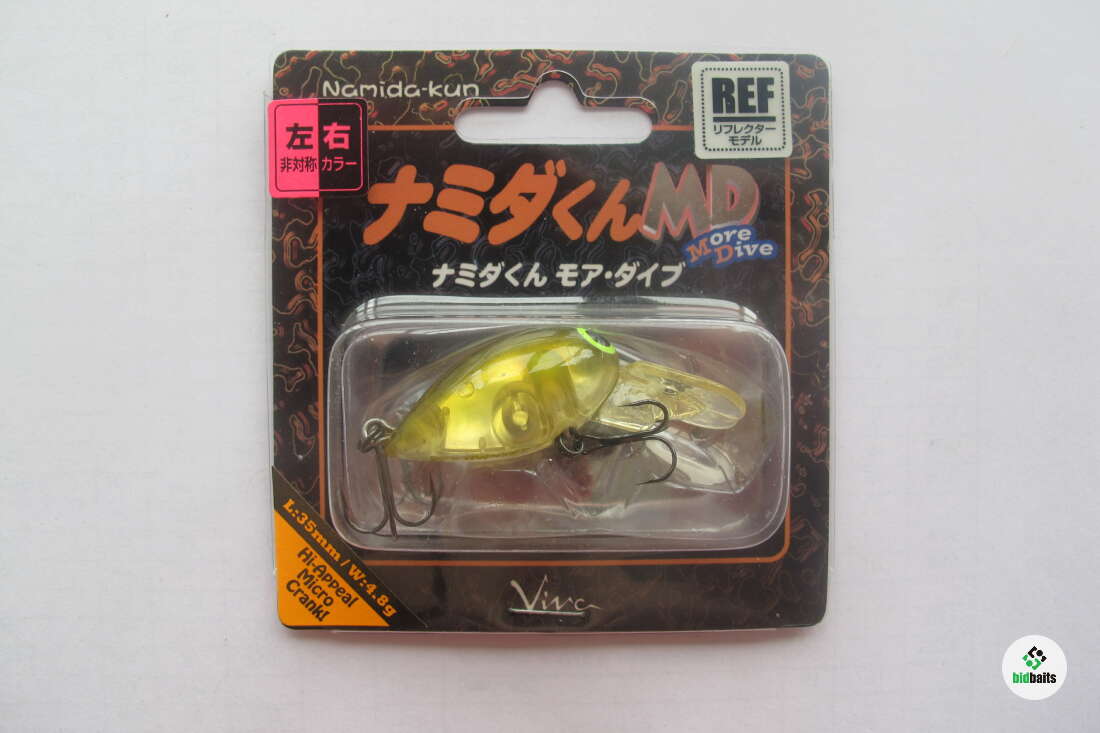 Namida-kun
REF
リフレクター
モデル
左右
非対称カラー
ナミダくんMD
More
Dive
ナミダくん モア・ダイブ
L:35mm/W:4.8g
Hi-Appeal
Micro
Crank!
Viva
bidbaits